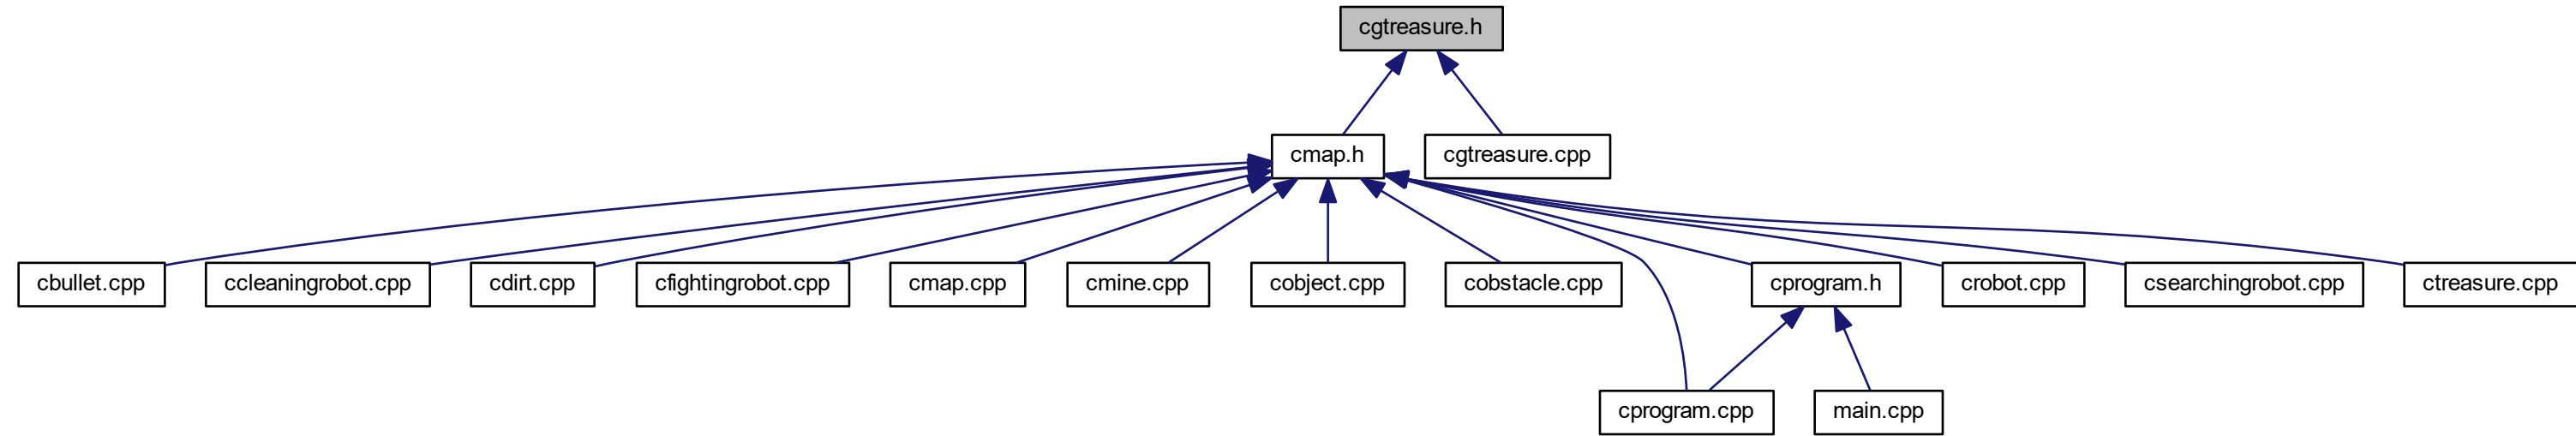 cgtreasure.h
cmap.h
cgtreasure.cpp
cbullet.cpp
ccleaningrobot.cpp
cdirt.cpp
cfightingrobot.cpp
cmap.cpp
cmine.cpp
cobject.cpp
cobstacle.cpp
cprogram.h
crobot.cpp
csearchingrobot.cpp
ctreasure.cpp
cprogram.cpp
main.cpp